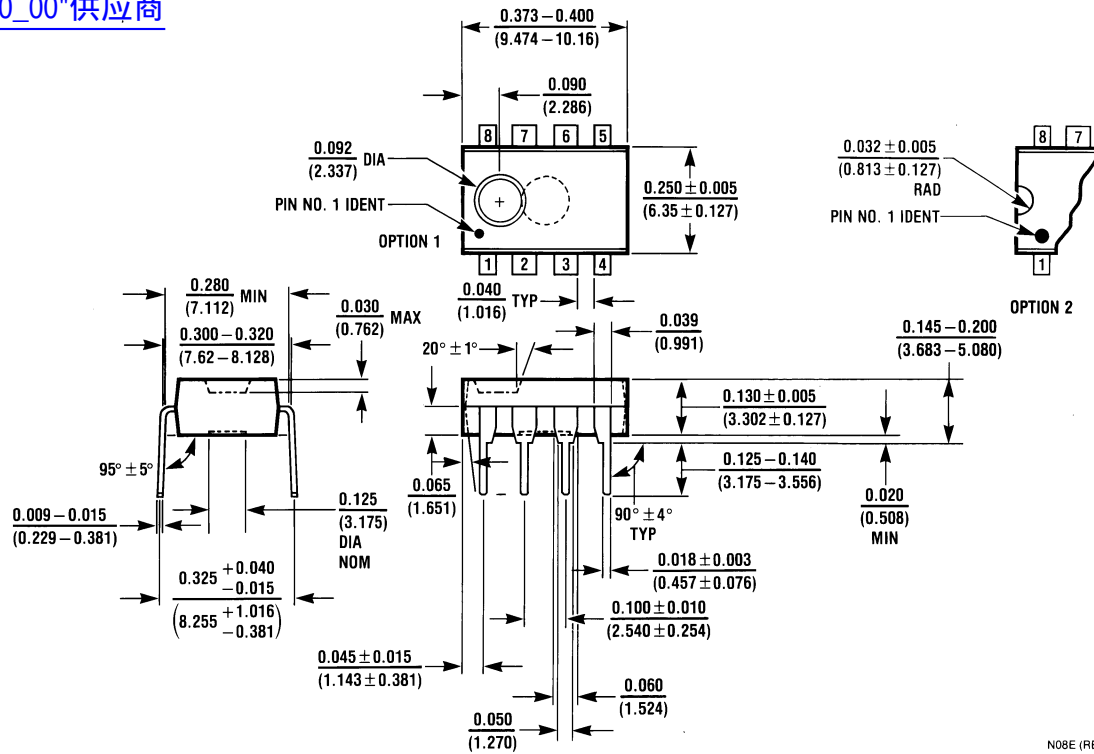 0_00"供应商
0.373 – 0.400
(9.474 – 10.16)
0.090
(2.286)
8 7 6 5
0.092 DIA
(2.337)
PIN NO. 1 IDENT
OPTION 1
0.250 ± 0.005
(6.35 ± 0.127)
1 2 3 4
0.032 ± 0.005
(0.813 ± 0.127)
RAD
PIN NO. 1 IDENT
8 7
1
OPTION 2
0.280 MIN
(7.112)
0.300 – 0.320
(7.62 – 8.128)
0.030 MAX
(0.762)
0.040 TYP
(1.016)
0.039
(0.991)
20° ± 1°
0.145 – 0.200
(3.683 – 5.080)
0.130 ± 0.005
(3.302 ± 0.127)
0.125 – 0.140
(3.175 – 3.556)
0.020
(0.508)
MIN
95° ± 5°
0.065
(1.651)
90° ± 4°
TYP
0.009 – 0.015
(0.229 – 0.381)
0.125
(3.175)
DIA
NOM
0.018 ± 0.003
(0.457 ± 0.076)
0.325 +0.040
–0.015
(8.255 +1.016
–0.381)
0.100 ± 0.010
(2.540 ± 0.254)
0.045 ± 0.015
(1.143 ± 0.381)
0.060
(1.524)
0.050
(1.270)
N08E (RE